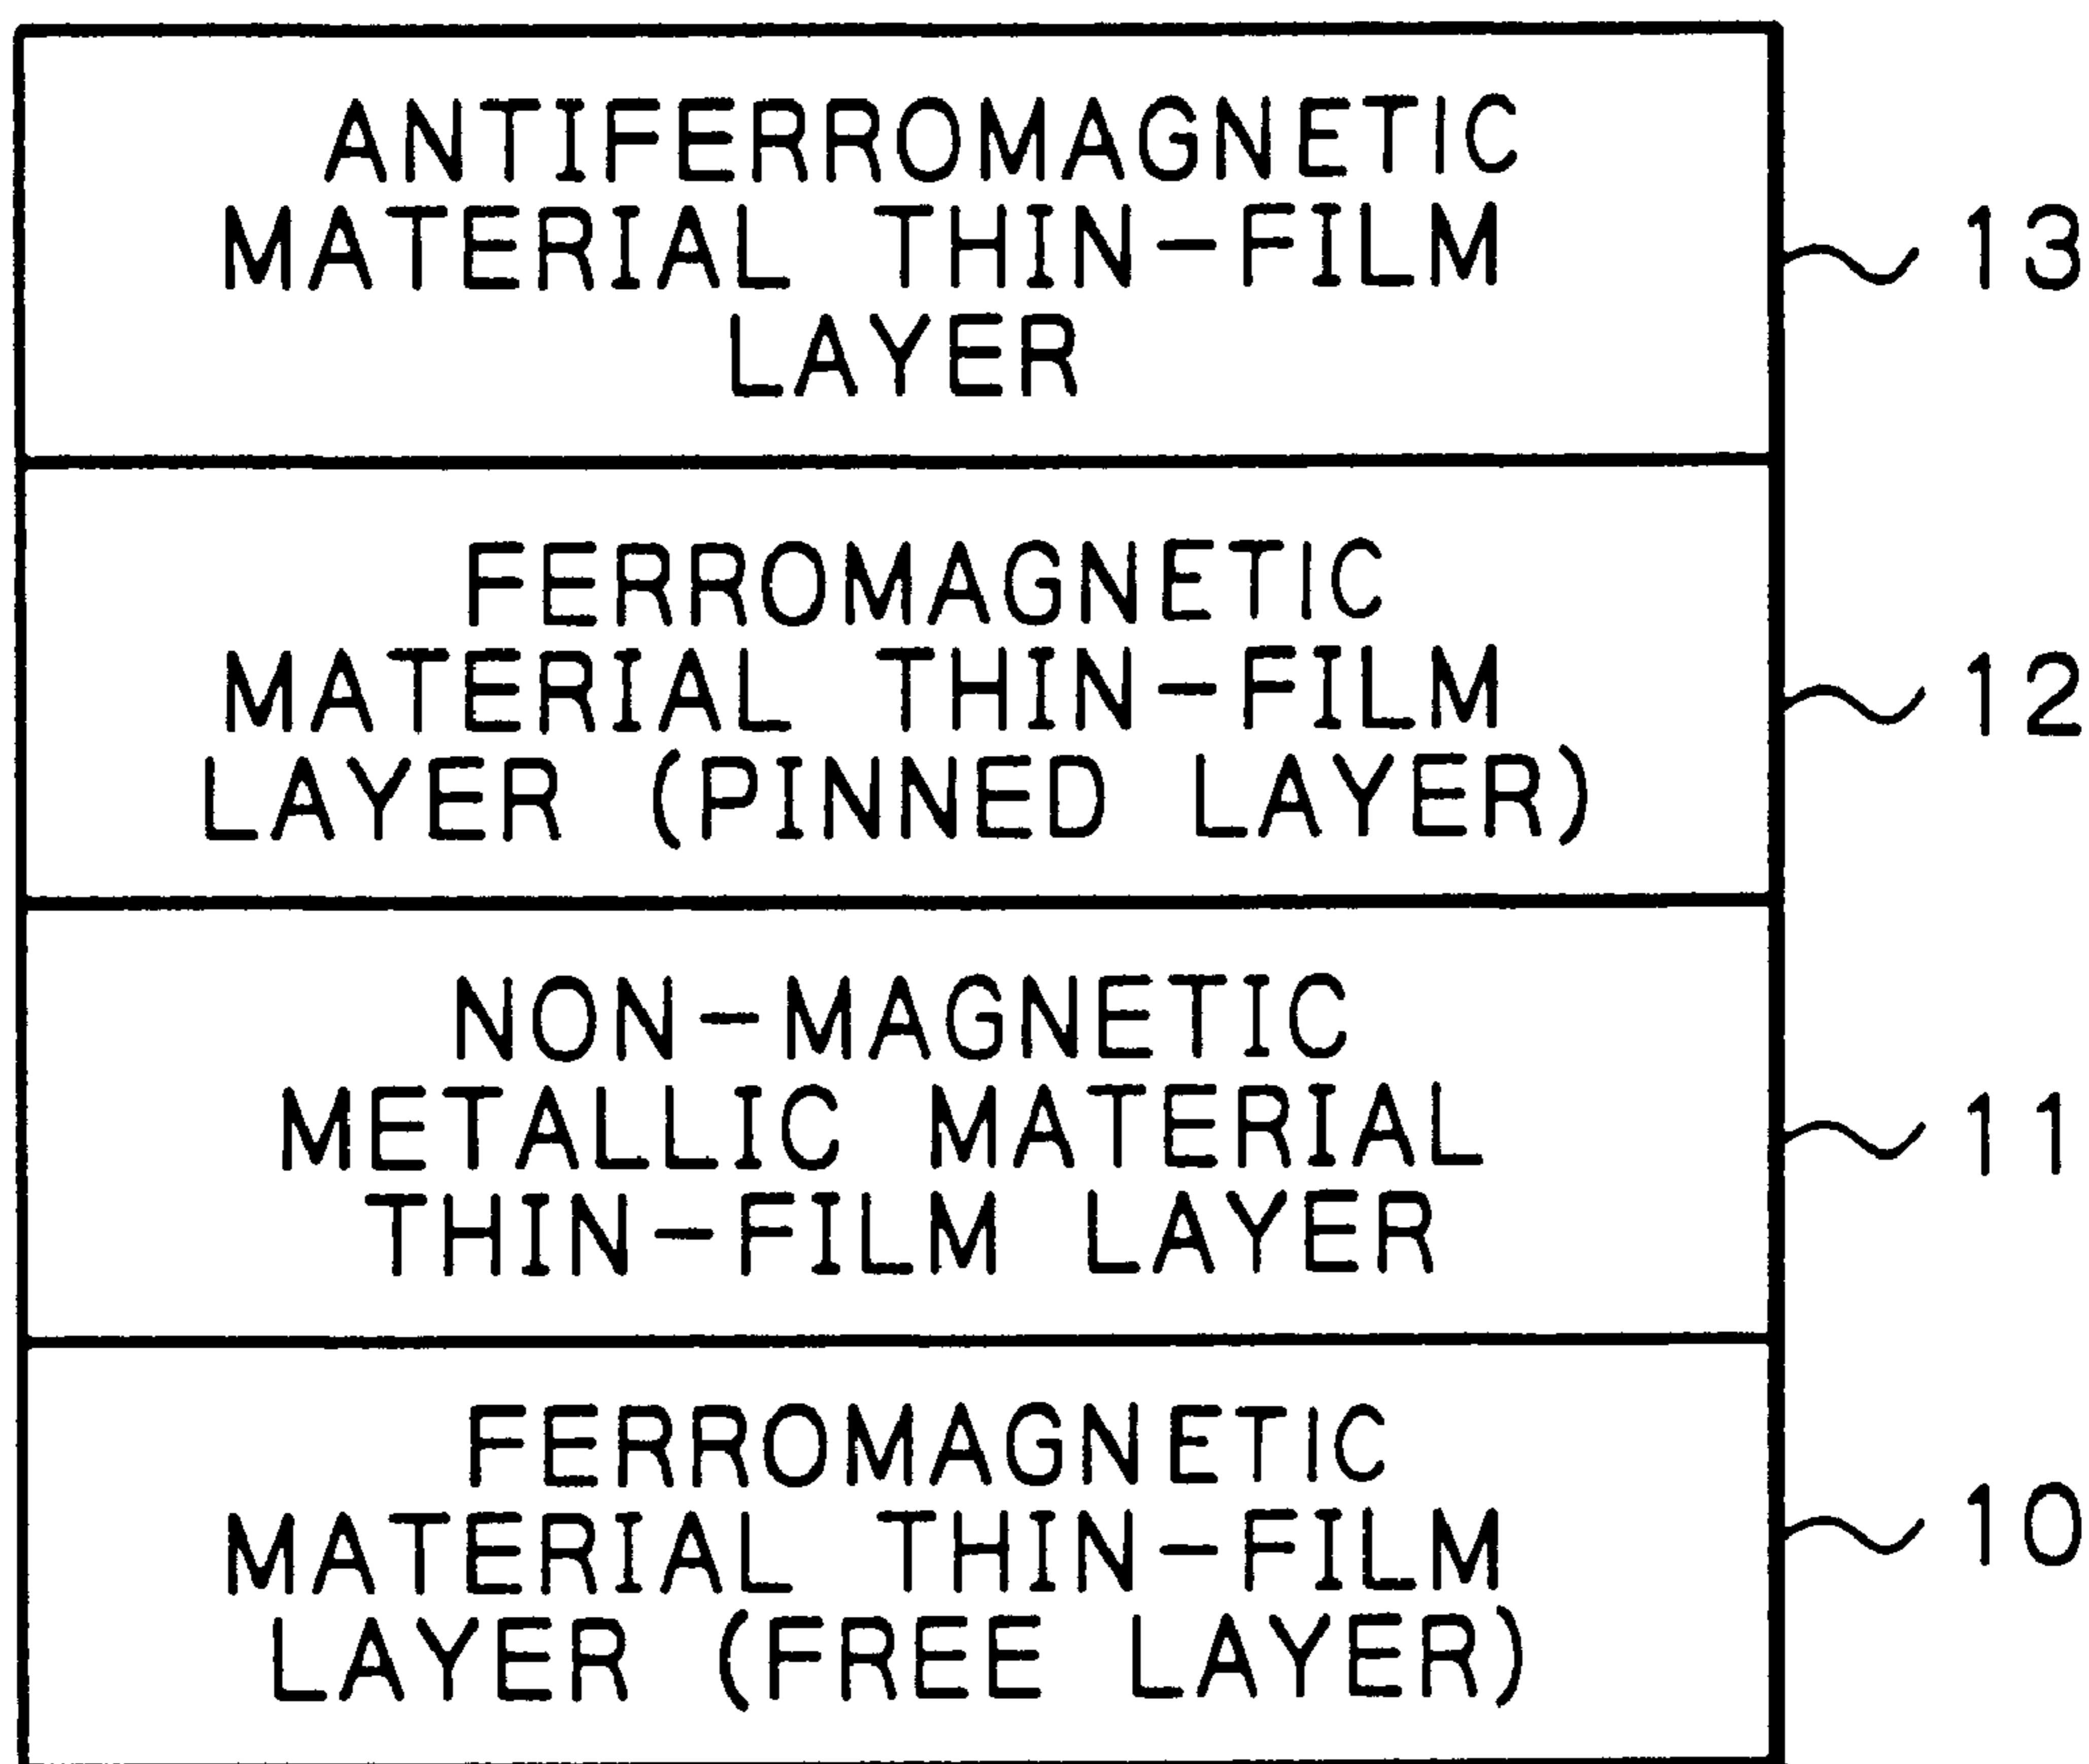 ANTIFERROMAGNETIC
MATERIAL THIN-FILM
LAYER
13
FERROMAGNETIC
MATERIAL THIN-FILM
LAYER (PINNED LAYER)
12
NON-MAGNETIC
METALLIC MATERIAL
THIN-FILM LAYER
11
FERROMAGNETIC
MATERIAL THIN-FILM
LAYER (FREE LAYER)
10